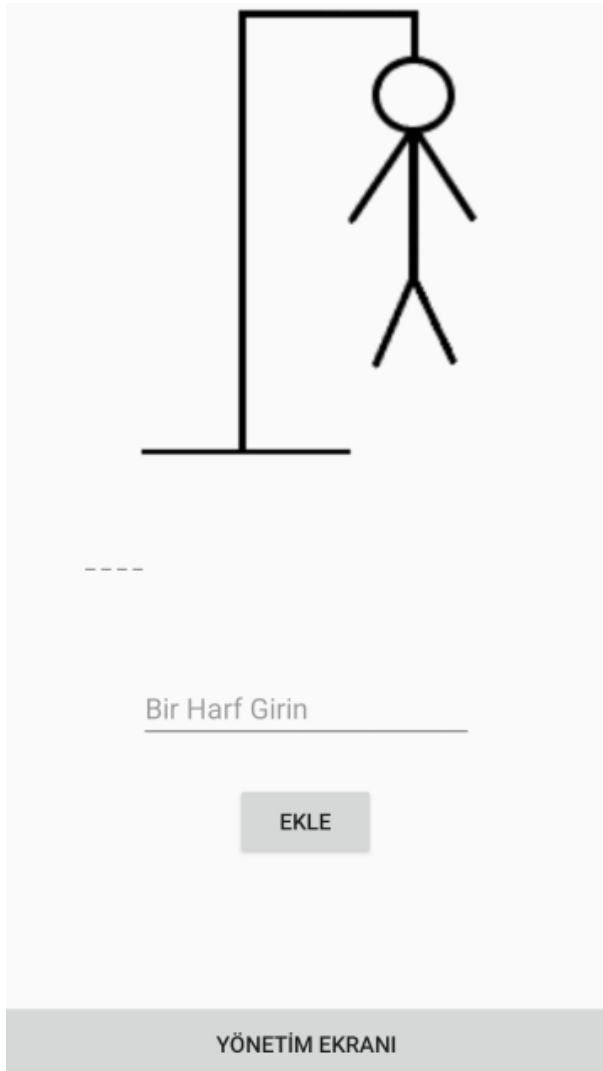 _ _ _ _
Bir Harf Girin
EKLE
YÖNETİM EKRANI